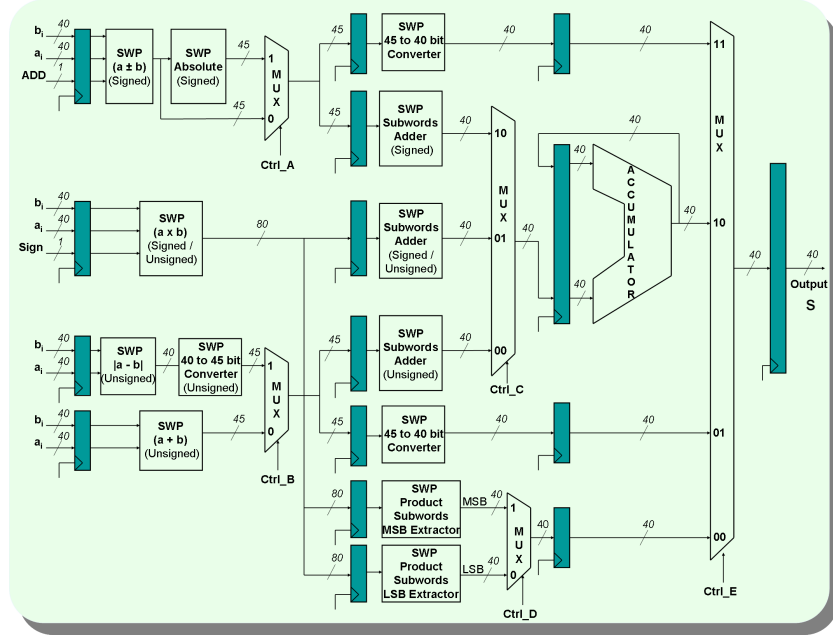 bi 40
ai 40
ADD 1
SWP
(a ± b)
(Signed)
SWP
Absolute
(Signed)
45
45
1
MUX
0
Ctrl_A
45
SWP
45 to 40 bit
Converter
40
40
11
45
SWP
Subwords
Adder
(Signed)
40
10
bi 40
ai 40
Sign 1
SWP
(a x b)
(Signed /
Unsigned)
80
SWP
Subwords
Adder
(Signed /
Unsigned)
40
01
MUX
40
40
40
40
ACCUMULATOR
40
10
MUX
40
40
Output
S
bi 40
ai 40
SWP
|a - b|
(Unsigned)
40
SWP
40 to 45 bit
Converter
(Unsigned)
45
1
MUX
0
Ctrl_B
45
SWP
Subwords
Adder
(Unsigned)
40
00
Ctrl_C
bi 40
ai 40
SWP
(a + b)
(Unsigned)
45
45
SWP
45 to 40 bit
Converter
40
40
01
80
SWP
Product
Subwords
MSB Extractor
MSB 40
1
MUX
0
Ctrl_D
40
40
00
Ctrl_E
80
SWP
Product
Subwords
LSB Extractor
LSB 40